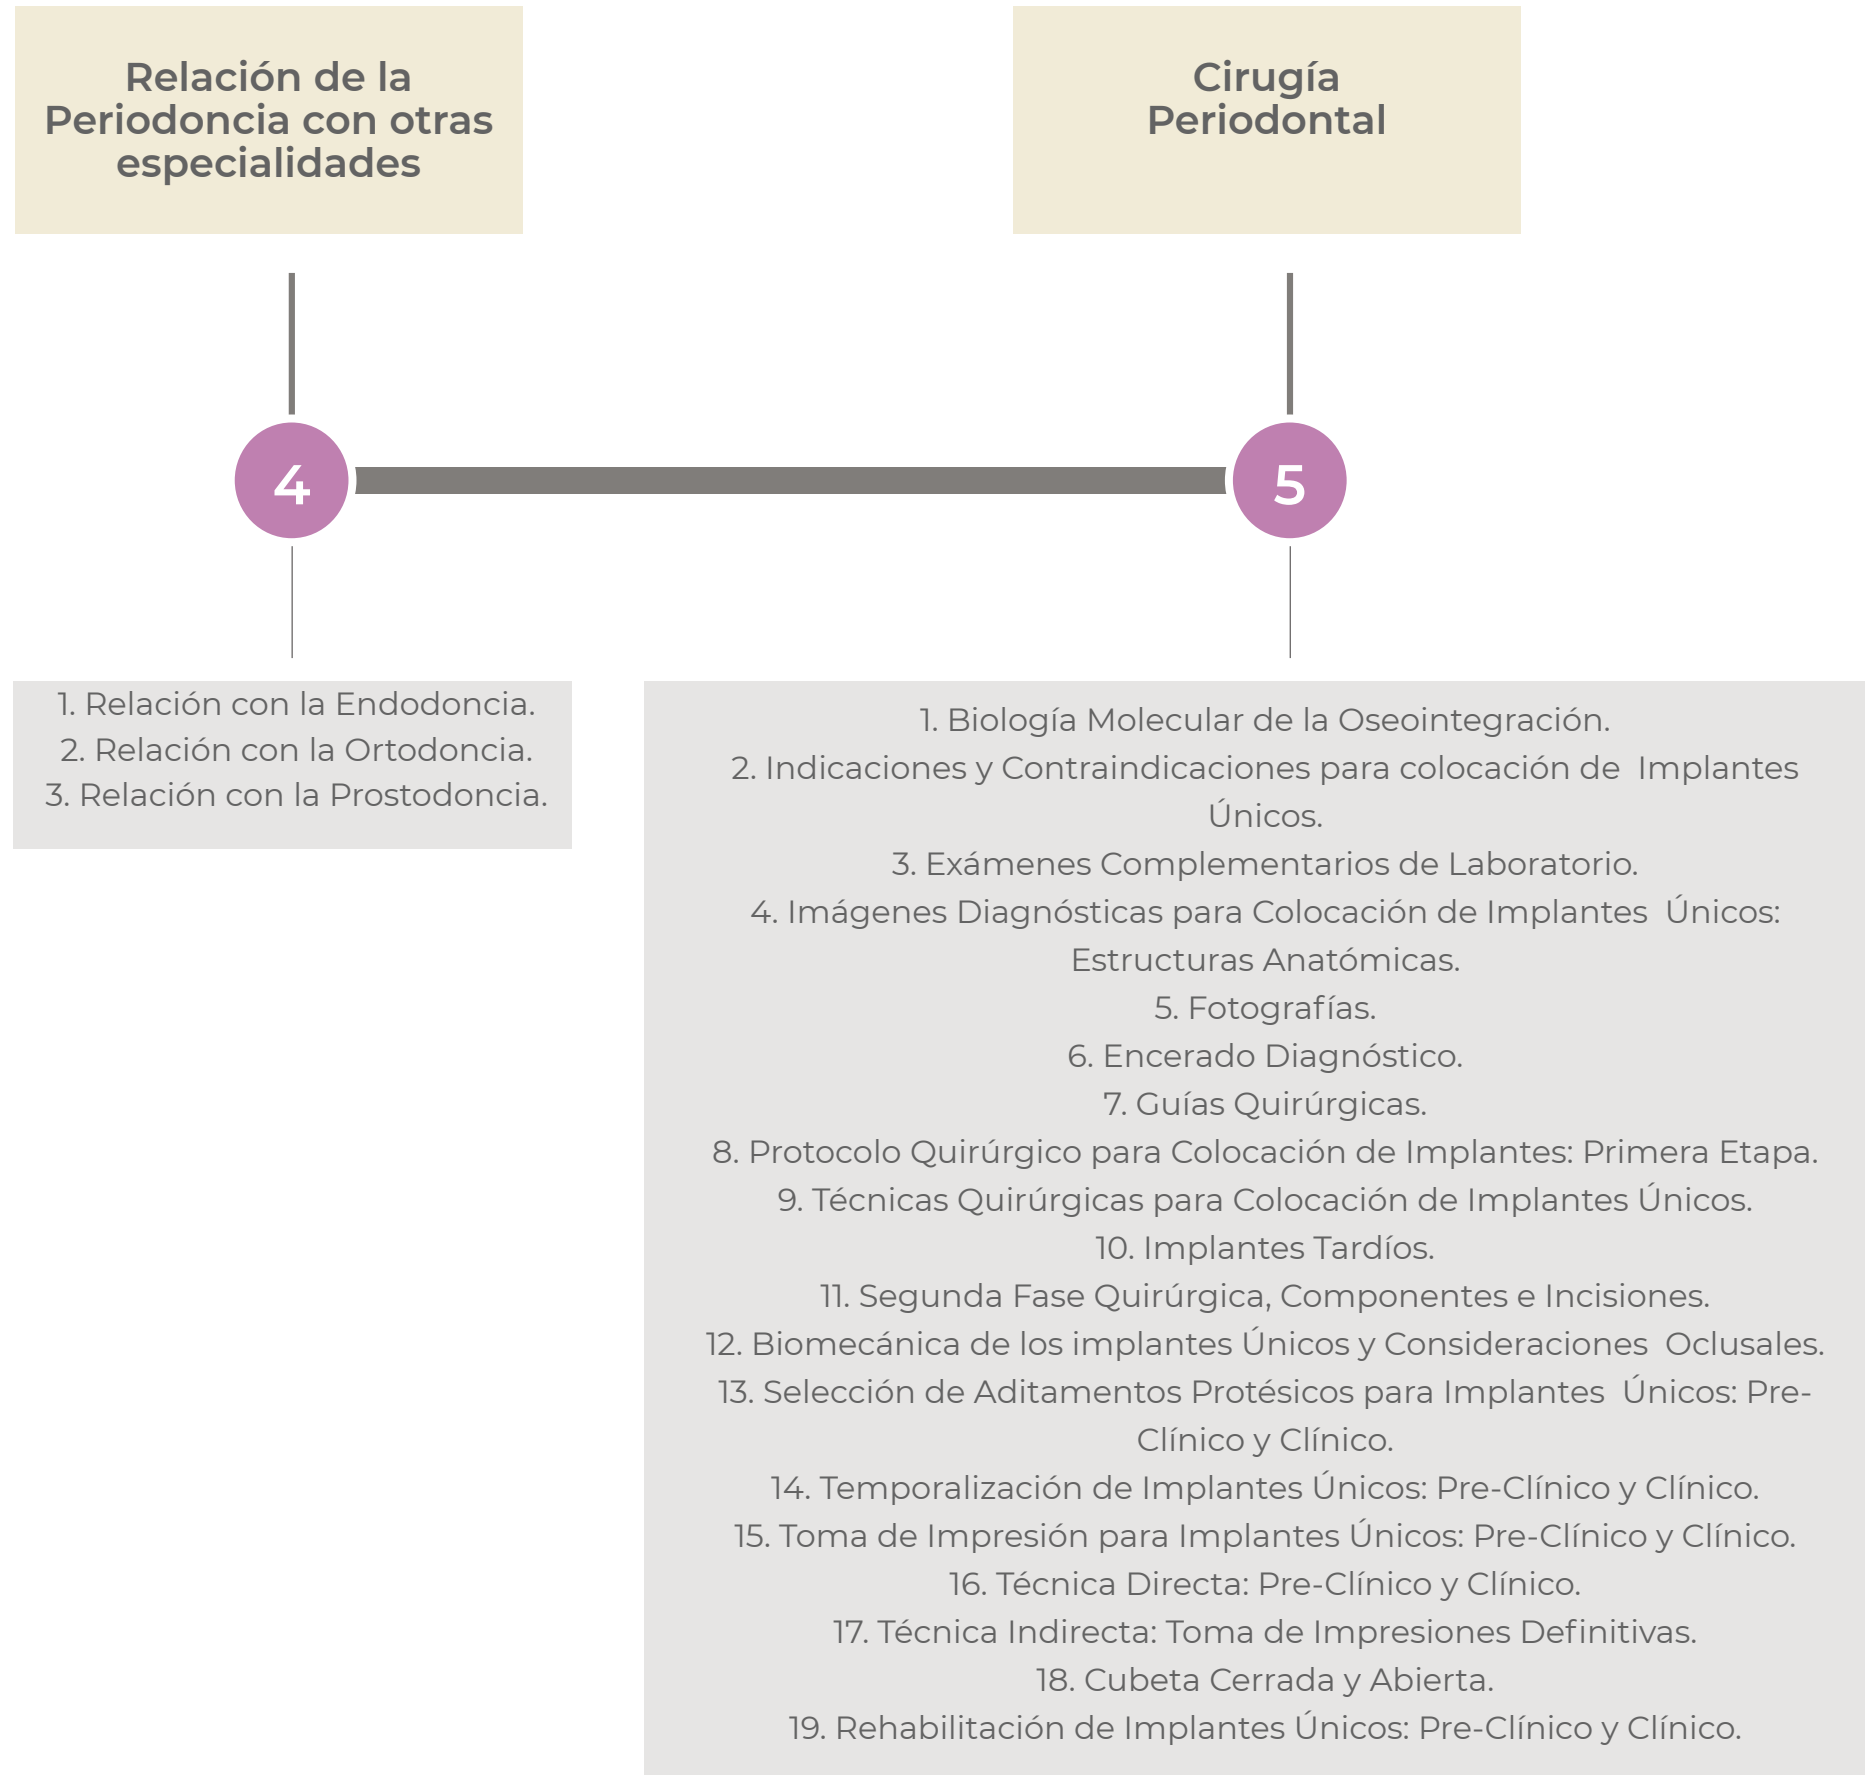 Relación de la
Periodoncia con otras
especialidades
4
1. Relación con la Endodoncia.
2. Relación con la Ortodoncia.
3. Relación con la Prostodoncia.
Cirugía
Periodontal
5
1. Biología Molecular de la Oseointegración.
2. Indicaciones y Contraindicaciones para colocación de  Implantes
Únicos.
3. Exámenes Complementarios de Laboratorio.
4. Imágenes Diagnósticas para Colocación de Implantes  Únicos:
Estructuras Anatómicas.
5. Fotografías.
6. Encerado Diagnóstico.
7. Guías Quirúrgicas.
8. Protocolo Quirúrgico para Colocación de Implantes: Primera Etapa.
9. Técnicas Quirúrgicas para Colocación de Implantes Únicos.
10. Implantes Tardíos.
11. Segunda Fase Quirúrgica, Componentes e Incisiones.
12. Biomecánica de los implantes Únicos y Consideraciones  Oclusales.
13. Selección de Aditamentos Protésicos para Implantes  Únicos: Pre-
Clínico y Clínico.
14. Temporalización de Implantes Únicos: Pre-Clínico y Clínico.
15. Toma de Impresión para Implantes Únicos: Pre-Clínico y Clínico.
16. Técnica Directa: Pre-Clínico y Clínico.
17. Técnica Indirecta: Toma de Impresiones Definitivas.
18. Cubeta Cerrada y Abierta.
19. Rehabilitación de Implantes Únicos: Pre-Clínico y Clínico.